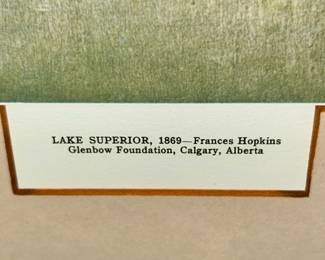 LAKE SUPERIOR, 1869—Frances Hopkins
Glenbow Foundation, Calgary, Alberta